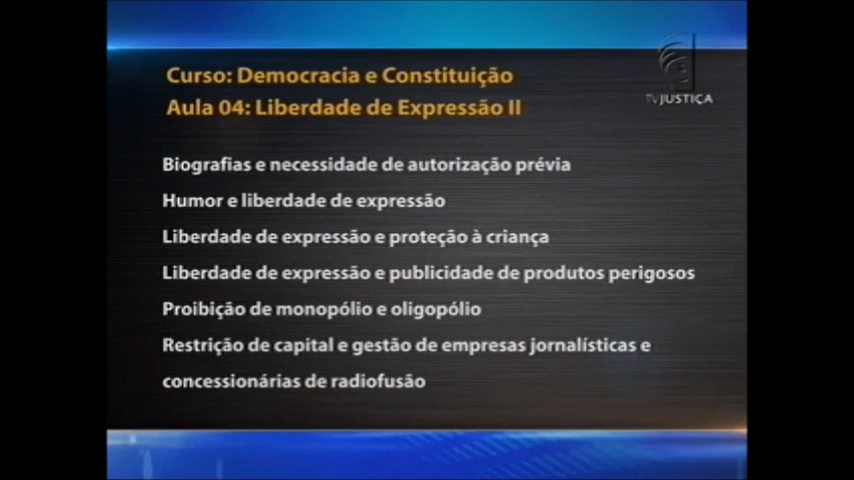 Curso: Democracia e Constituição
Aula 04: Liberdade de Expressão II
TVJUSTIÇA
Biografias e necessidade de autorização prévia
Humor e liberdade de expressão
Liberdade de expressão e proteção à criança
Liberdade de expressão e publicidade de produtos perigosos
Proibição de monopólio e oligopólio
Restrição de capital e gestão de empresas jornalísticas e
concessionárias de radiofusão